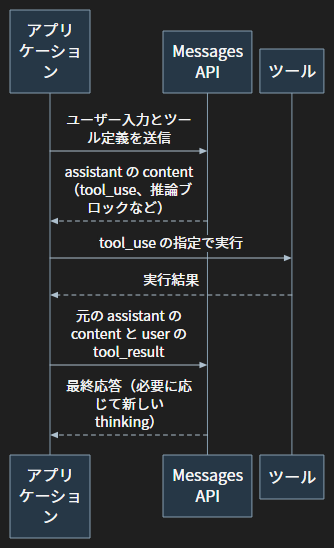 アプリ
ケーショ
ン
Messages
API
ツール
ユーザー入力とツー
ル定義を送信
assistant の content
（tool_use、推論ブ
ロックなど）
tool_use の指定で実行
実行結果
元の assistant の
content と user の
tool_result
最終応答（必要に応
じて新しい
thinking）
アプリ
ケーショ
ン
Messages
API
ツール